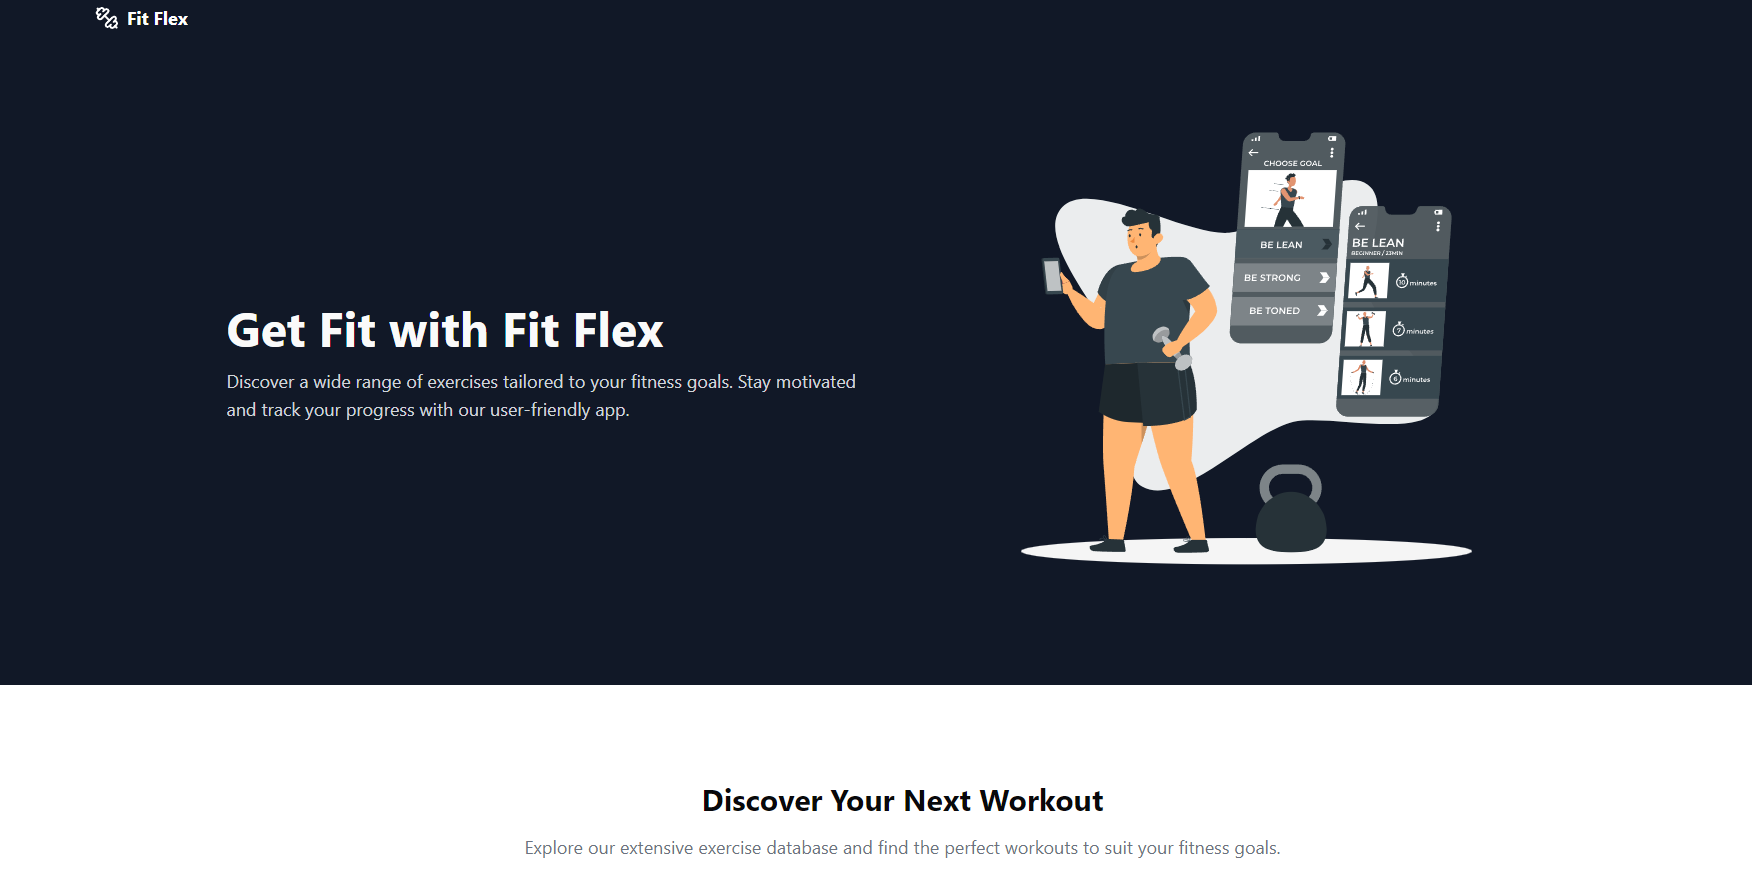 Fit Flex
Get Fit with Fit Flex
Discover a wide range of exercises tailored to your fitness goals. Stay motivated
and track your progress with our user-friendly app.
CHOOSE GOAL
BE LEAN
BE STRONG
BE TONED
BE LEAN
BEGINNER / 23MIN
10 minutes
7 minutes
6 minutes
Discover Your Next Workout
Explore our extensive exercise database and find the perfect workouts to suit your fitness goals.